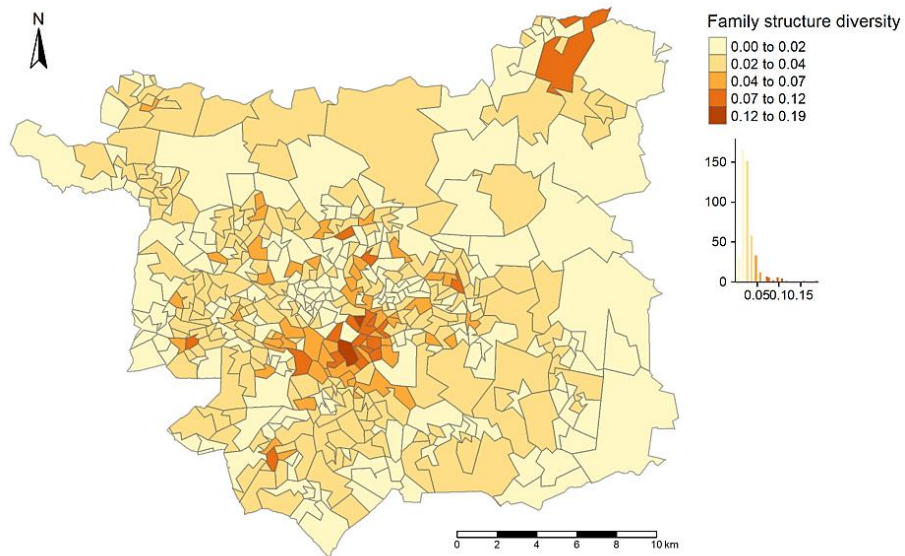 N
Family structure diversity
0.00 to 0.02
0.02 to 0.04
0.04 to 0.07
0.07 to 0.12
0.12 to 0.19
150
100
50
0
0.050.10.15
0 2 4 6 8 10 km